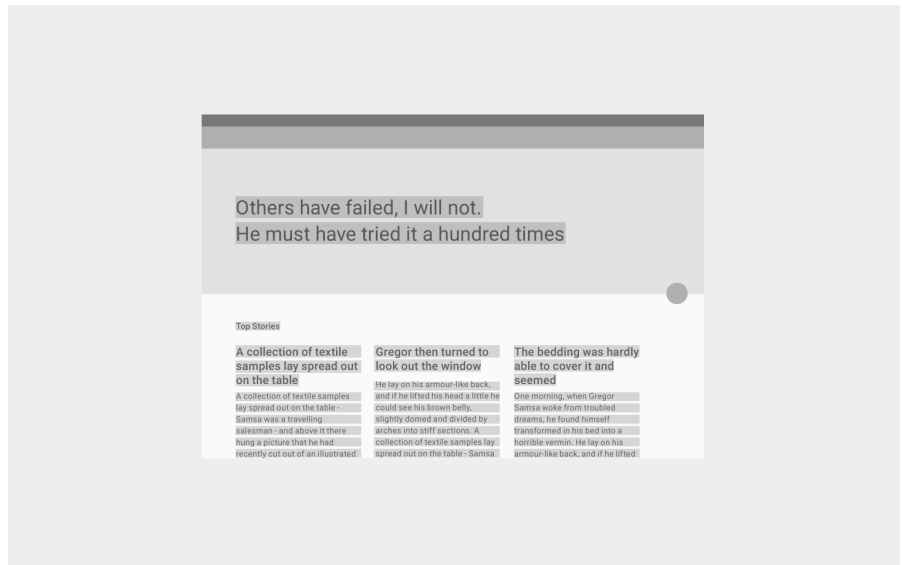 Others have failed, I will not.
He must have tried it a hundred times
Top Stories
A collection of textile
samples lay spread out
on the table
A collection of textile samples
lay spread out on the table -
Samsa was a travelling
salesman - and above it there
hung a picture that he had
recently cut out of an illustrated
Gregor then turned to
look out the window
He lay on his armour-like back,
and if he lifted his head a little he
could see his brown belly,
slightly domed and divided by
arches into stiff sections. A
collection of textile samples lay
spread out on the table - Samsa
The bedding was hardly
able to cover it and
seemed
One morning, when Gregor
Samsa woke from troubled
dreams, he found himself
transformed in his bed into a
horrible vermin. He lay on his
armour-like back, and if he lifted